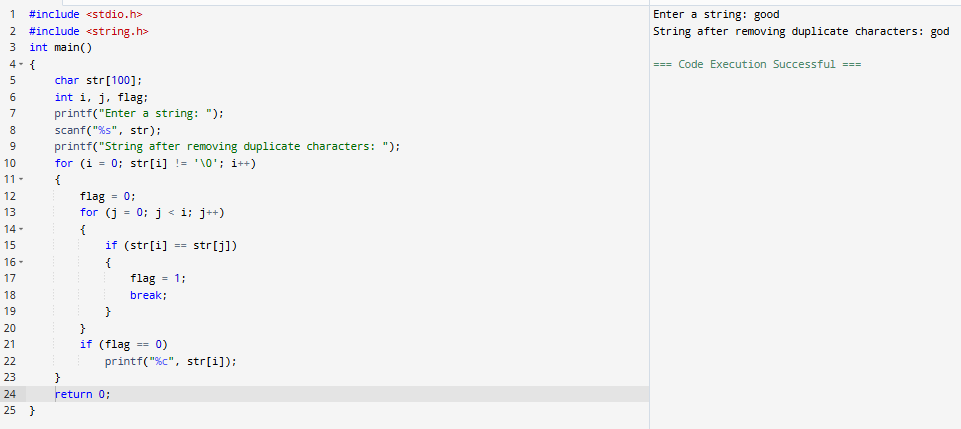 1 #include <stdio.h>
2 #include <string.h>
3 int main()
4 {
5     char str[100];
6     int i, j, flag;
7     printf("Enter a string: ");
8     scanf("%s", str);
9     printf("String after removing duplicate characters: ");
10     for (i = 0; str[i] != '\0'; i++)
11     {
12         flag = 0;
13         for (j = 0; j < i; j++)
14         {
15             if (str[i] == str[j])
16             {
17                 flag = 1;
18                 break;
19             }
20         }
21         if (flag == 0)
22             printf("%c", str[i]);
23     }
24     return 0;
25 }
Enter a string: good
String after removing duplicate characters: god
=== Code Execution Successful ===